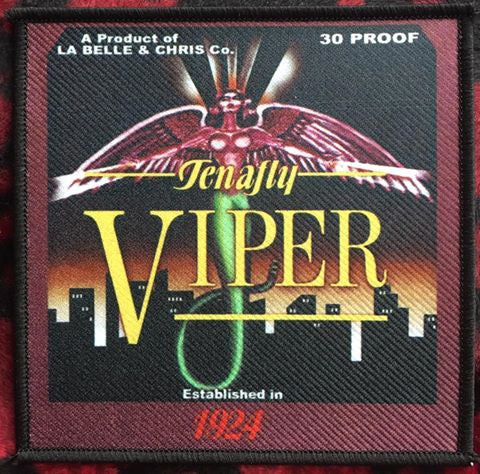 A Product of
LA BELLE & CHRIS Co.
30 PROOF
Tenafly
VIPER
Established in
1924